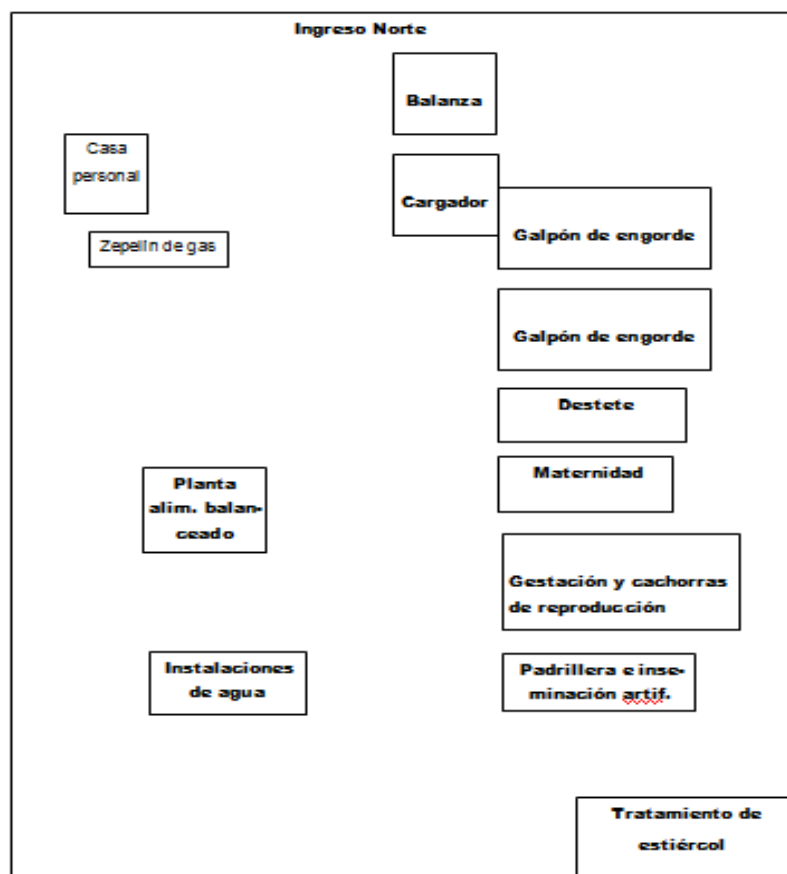 Ingreso Norte
Balanza
Casa
personal
Cargador
Galpón de engorde
Zepelin de gas
Galpón de engorde
Destete
Maternidad
Planta
alim. balan-
ceado
Gestación y cachorras
de reproducción
Instalaciones
de agua
Padrillera e inse-
minación artif.
Tratamiento de
estiércol